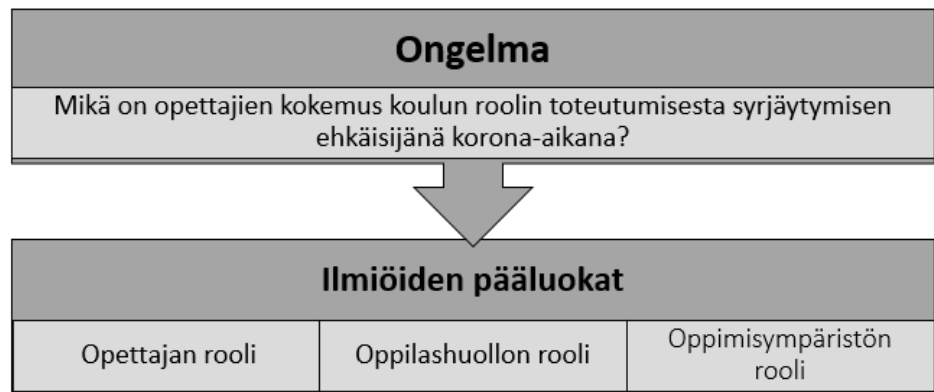 Ongelma
Mikä on opettajien kokemus koulun roolin toteutumisesta syrjäytymisen
ehkäisijänä korona-aikana?
Ilmiöiden pääluokat
Opettajan rooli
Oppilashuollon rooli
Oppimisympäristön
rooli